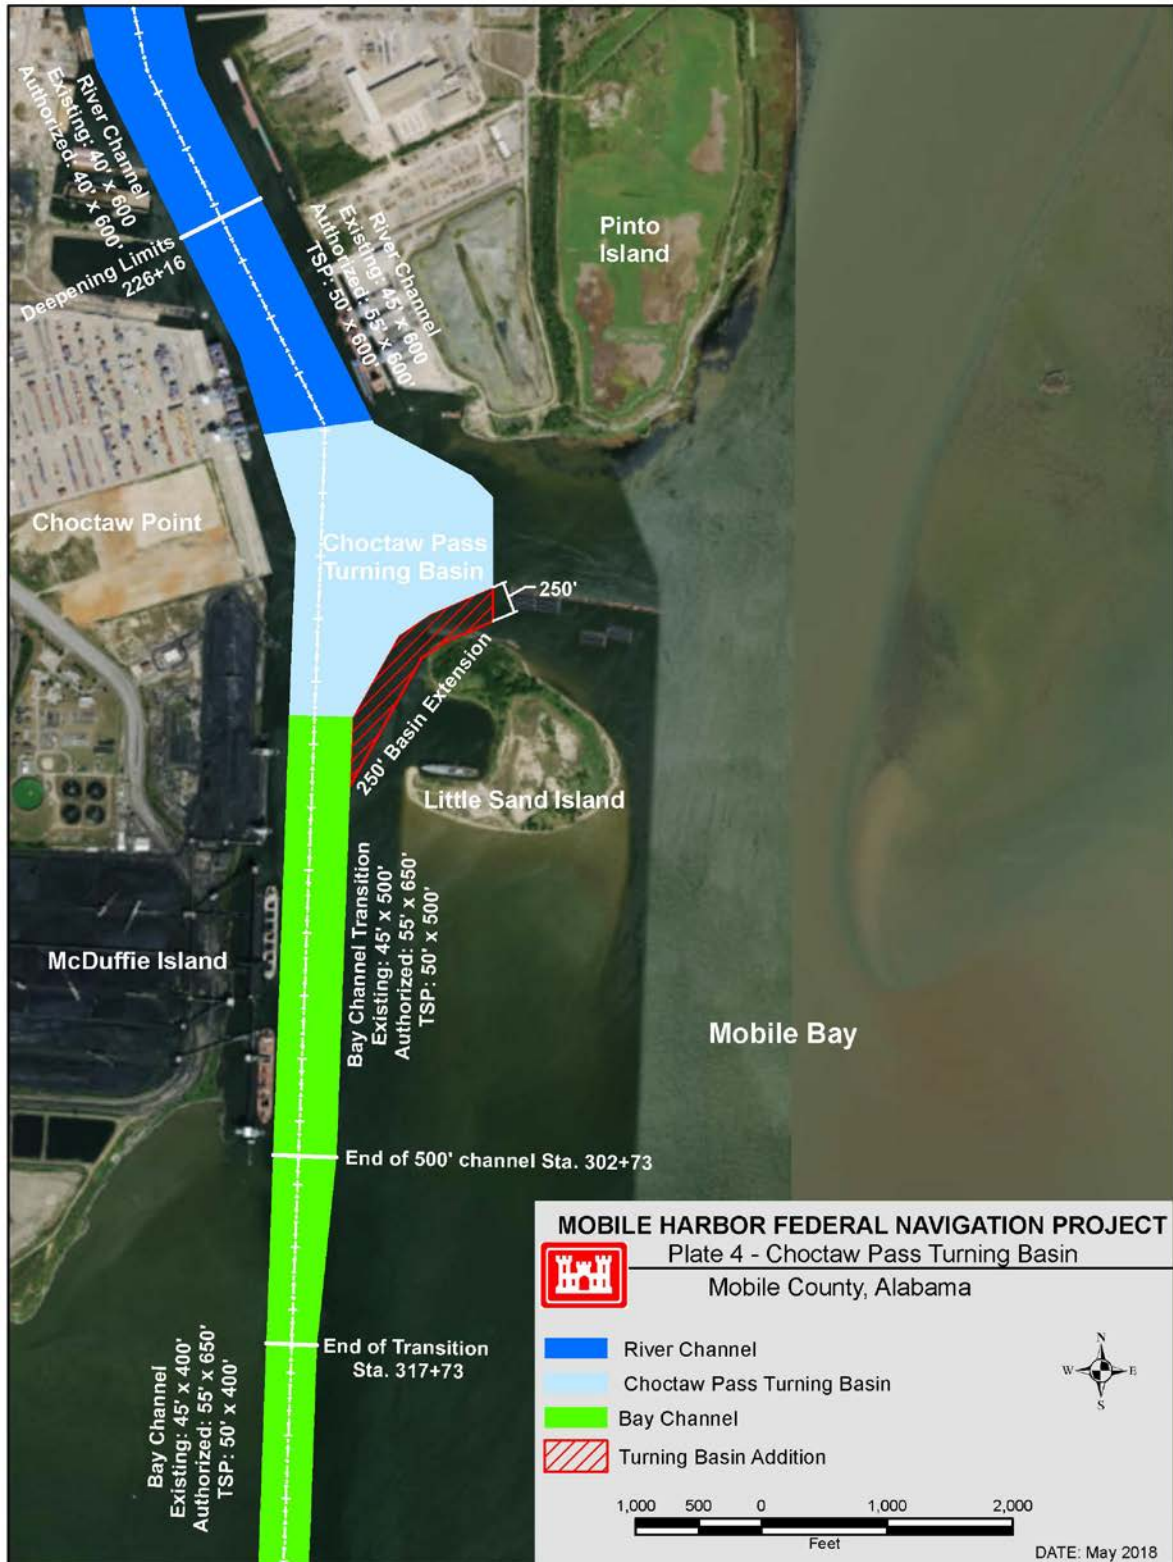 River Channel
Existing: 40' x 600
Authorized: 40' x 600'
Deepening Limits
226+16
River Channel
Existing: 45' x 600
Authorized: 55' x 600'
TSP: 50' x 600'
Pinto
Island
Choctaw Point
Choctaw Pass
Turning Basin
250'
250' Basin Extension
Little Sand Island
Bay Channel Transition
Existing: 45' x 500'
Authorized: 55' x 650'
TSP: 50' x 500'
McDuffie Island
Mobile Bay
End of 500' channel Sta. 302+73
End of Transition
Sta. 317+73
Bay Channel
Existing: 45' x 400'
Authorized: 55' x 650'
TSP: 50' x 400'
MOBILE HARBOR FEDERAL NAVIGATION PROJECT
Plate 4 - Choctaw Pass Turning Basin
Mobile County, Alabama
River Channel
Choctaw Pass Turning Basin
Bay Channel
Turning Basin Addition
N
W E
S
1,000 500 0 1,000 2,000
Feet
DATE: May 2018